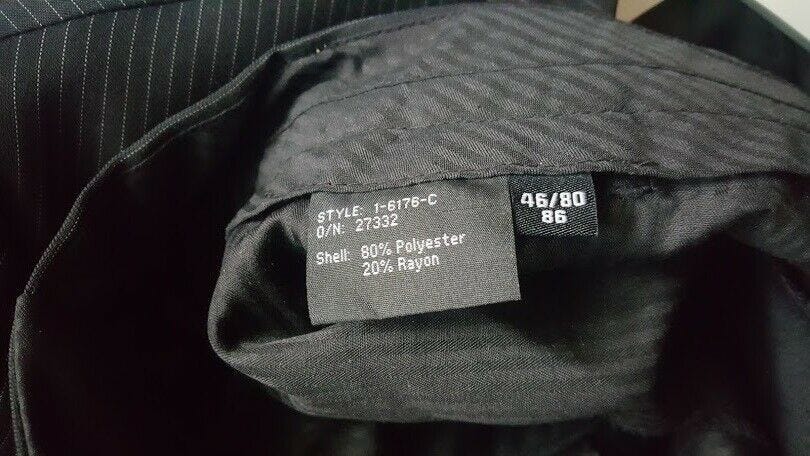 STYLE: 1-6176-C
O/N: 27332
Shell: 80% Polyester
20% Rayon
46/80
86